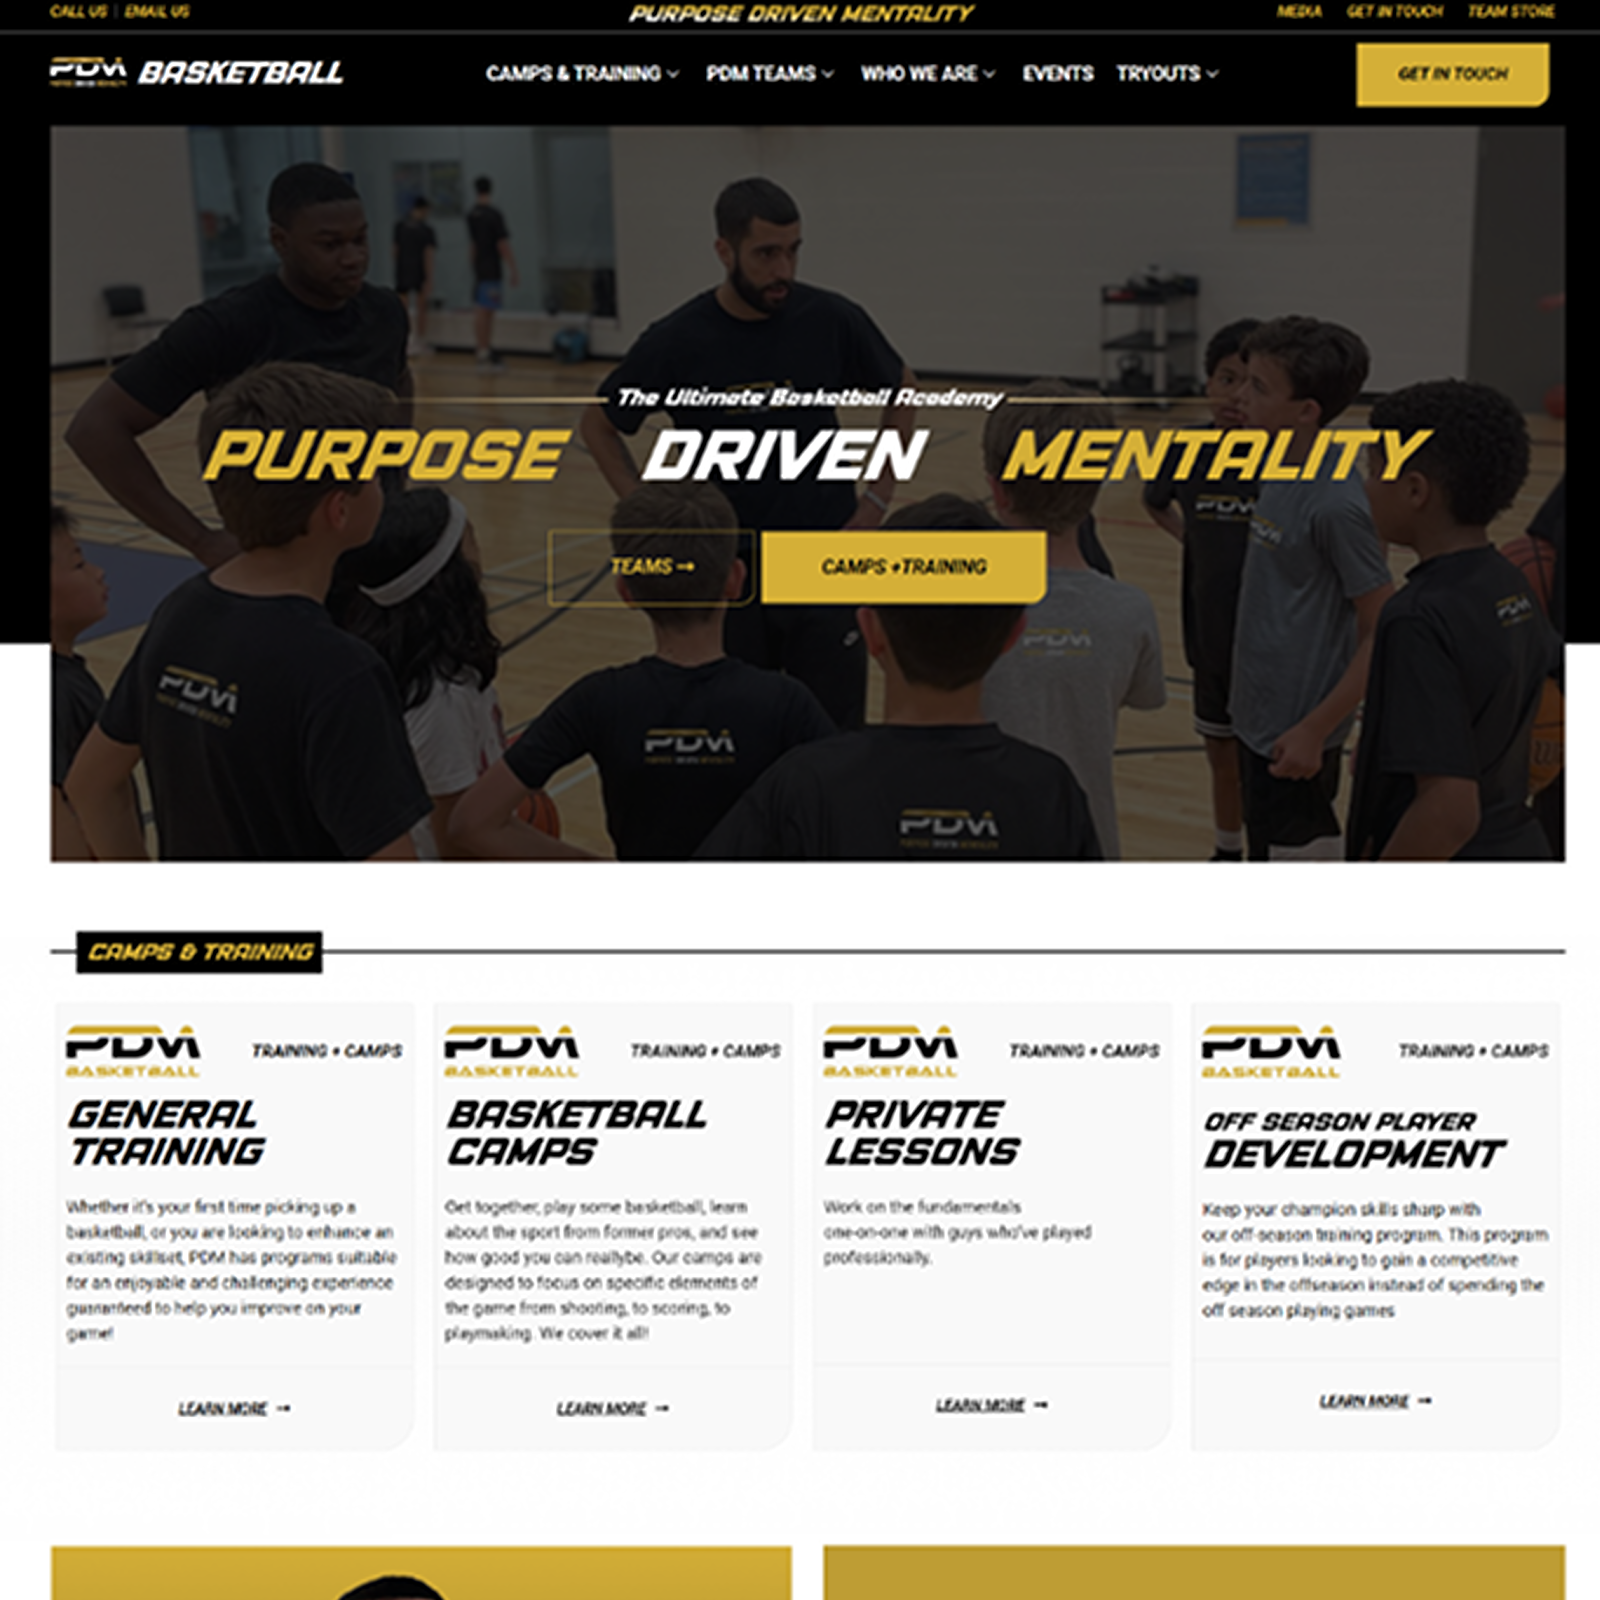 CALL US | EMAIL US
PURPOSE DRIVEN MENTALITY
MEDIA GET IN TOUCH TEAM STORE
PDM BASKETBALL
CAMPS & TRAINING PDM TEAMS WHO WE ARE EVENTS TRYOUTS
GET IN TOUCH
The Ultimate Basketball Academy
PURPOSE DRIVEN MENTALITY
TEAMS → CAMPS +TRAINING
PDM
PDM
PDM
PDM
PDM
PDM
PDM
CAMPS & TRAINING
PDM
BASKETBALL
TRAINING + CAMPS
GENERAL
TRAINING
Whether it's your first time picking up a
basketball, or you are looking to enhance an
existing skillset, PDM has programs suitable
for an enjoyable and challenging experience
guaranteed to help you improve on your
game!
LEARN MORE →
PDM
BASKETBALL
TRAINING + CAMPS
BASKETBALL
CAMPS
Get together, play some basketball, learn
about the sport from former pros, and see
how good you can reallybe. Our camps are
designed to focus on specific elements of
the game from shooting, to scoring, to
playmaking. We cover it all!
LEARN MORE →
PDM
BASKETBALL
TRAINING + CAMPS
PRIVATE
LESSONS
Work on the fundamentals
one-on-one with guys who've played
professionally.
LEARN MORE →
PDM
BASKETBALL
TRAINING + CAMPS
OFF SEASON PLAYER
DEVELOPMENT
Keep your champion skills sharp with
our off-season training program. This program
is for players looking to gain a competitive
edge in the offseason instead of spending the
off season playing games
LEARN MORE →